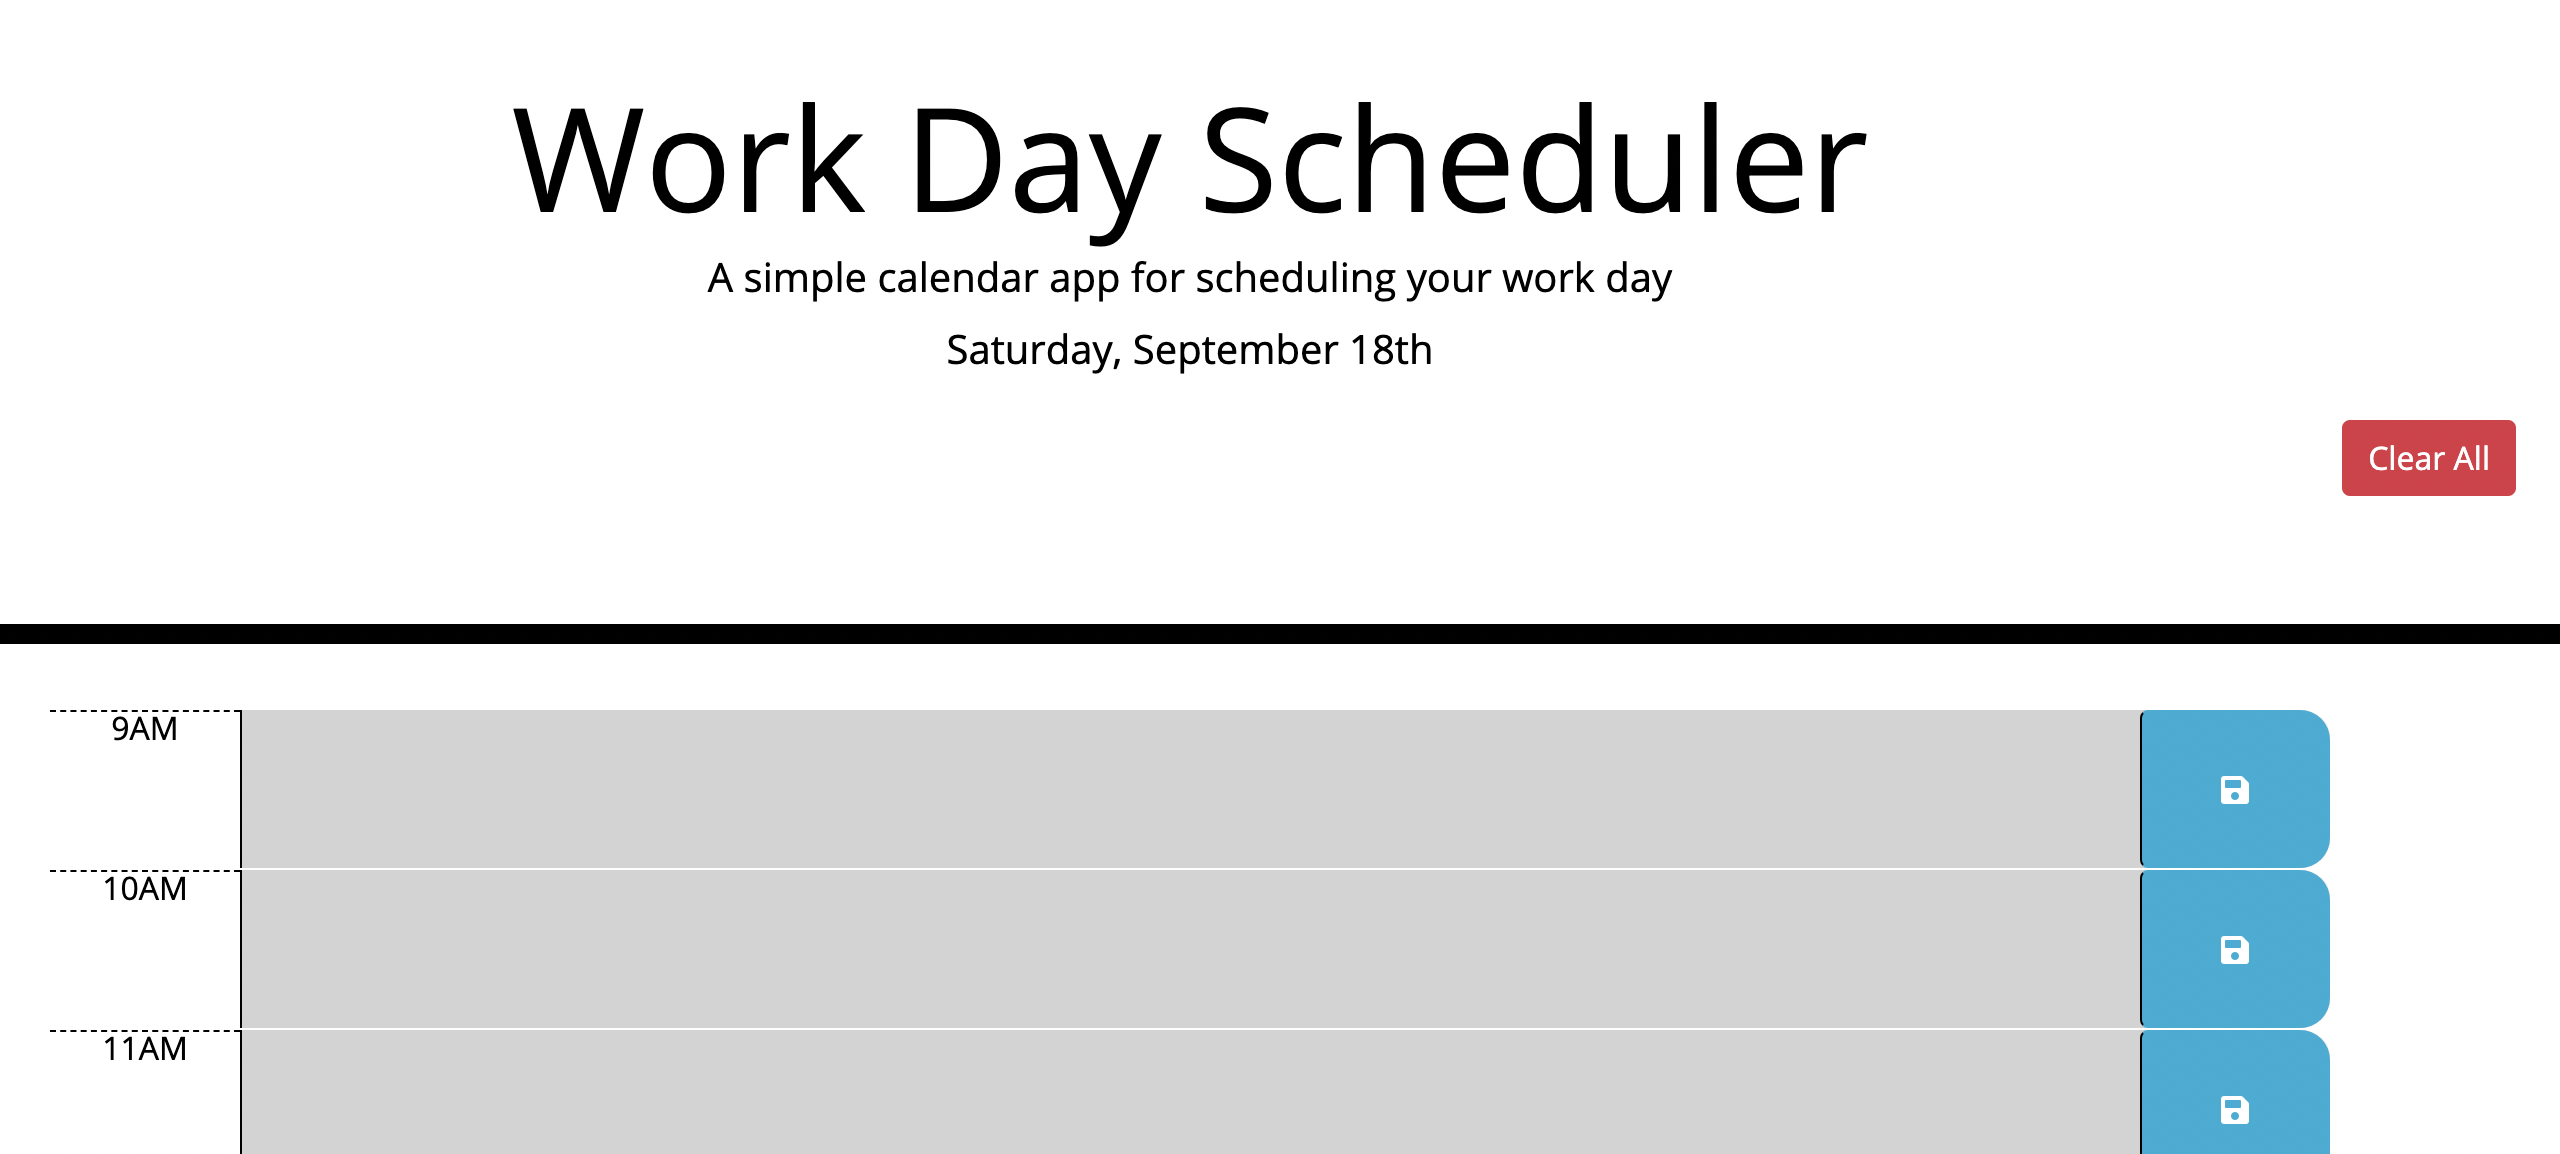 Work Day Scheduler
A simple calendar app for scheduling your work day
Saturday, September 18th
Clear All
9AM
10AM
11AM